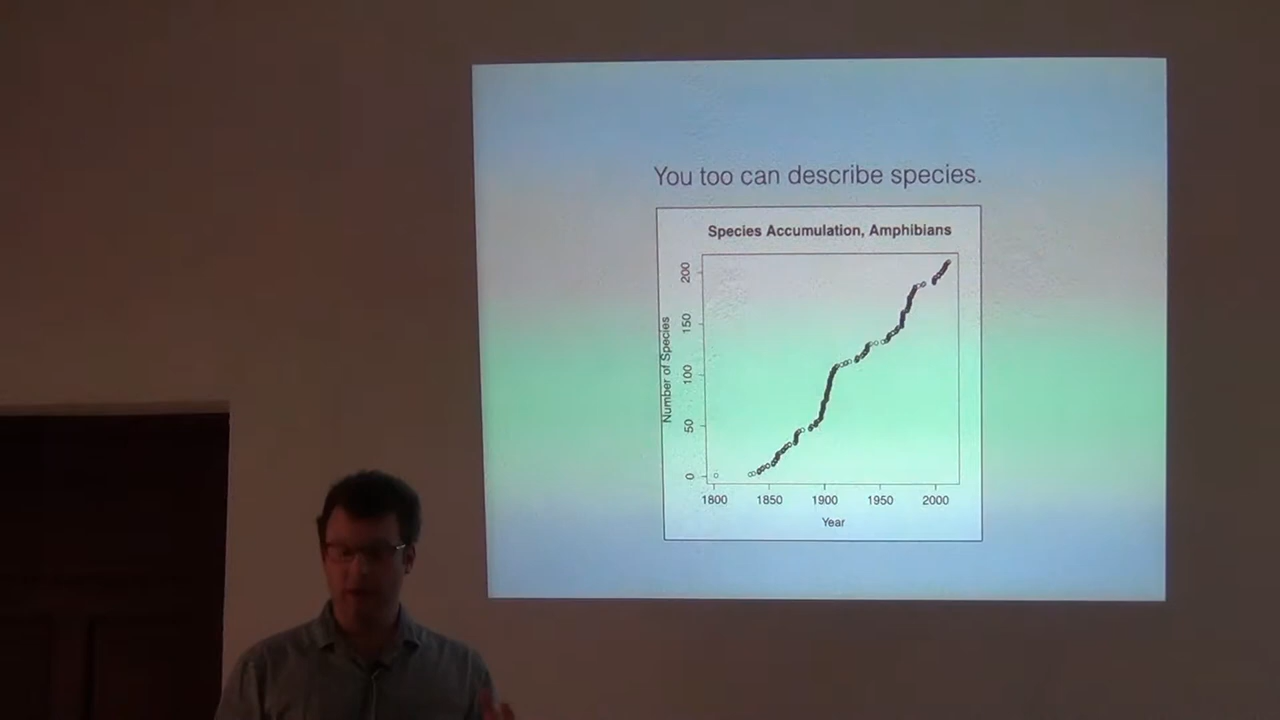 You too can describe species.
Species Accumulation, Amphibians
Number of Species
200
150
100
50
0
1800 1850 1900 1950 2000
Year